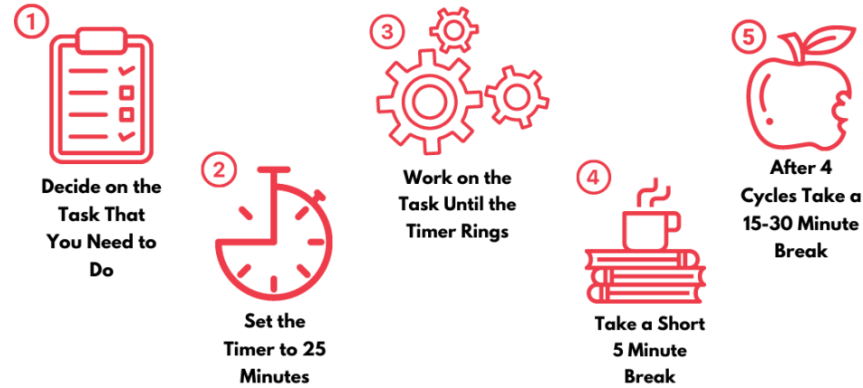 1
Decide on the
Task That
You Need to
Do
2
Set the
Timer to 25
Minutes
3
Work on the
Task Until the
Timer Rings
4
Take a Short
5 Minute
Break
5
After 4
Cycles Take a
15-30 Minute
Break